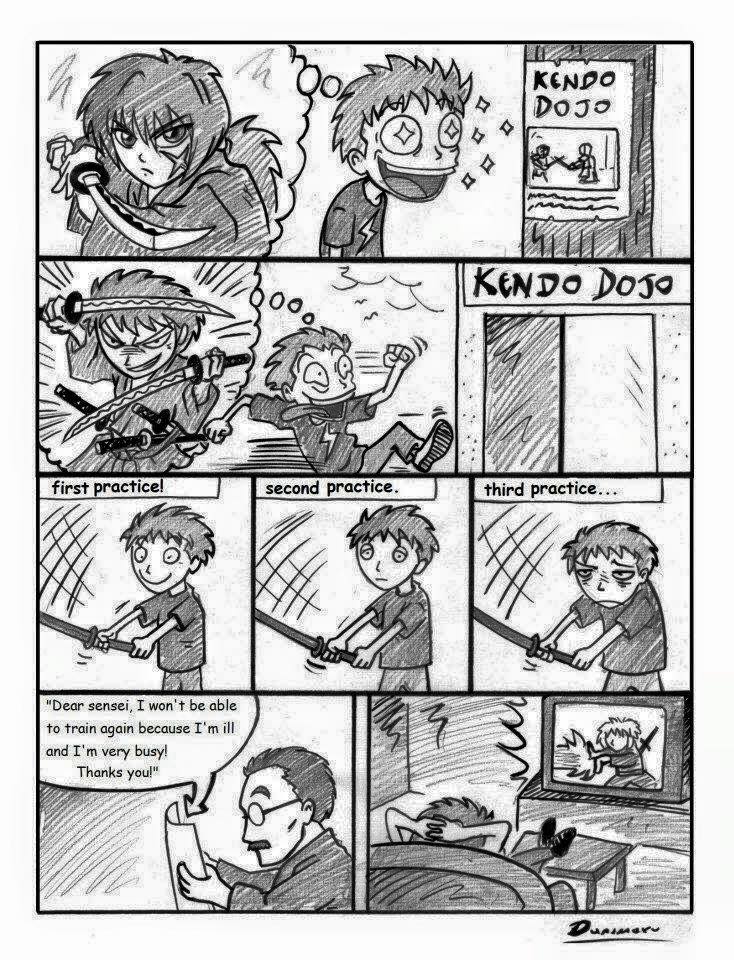 KENDO
DOJO
KENDO DOJO
first practice!
second practice.
third practice...
"Dear sensei, I won't be able
to train again because I'm ill
and I'm very busy!
Thanks you!"